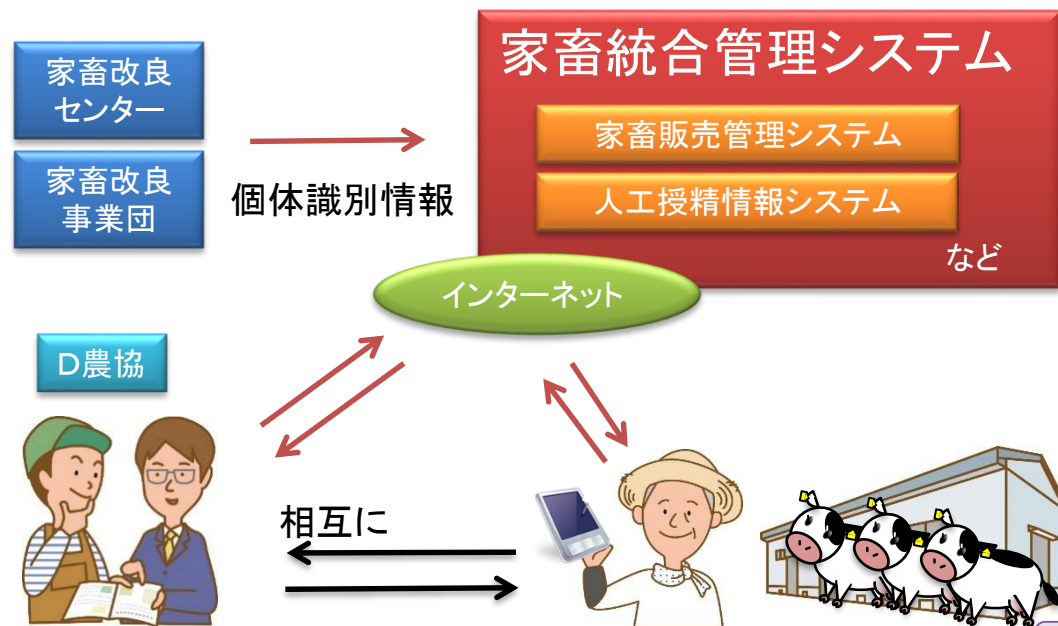 家畜改良
センター
家畜改良
事業団
個体識別情報
家畜統合管理システム
家畜販売管理システム
人工授精情報システム
など
インターネット
D農協
相互に